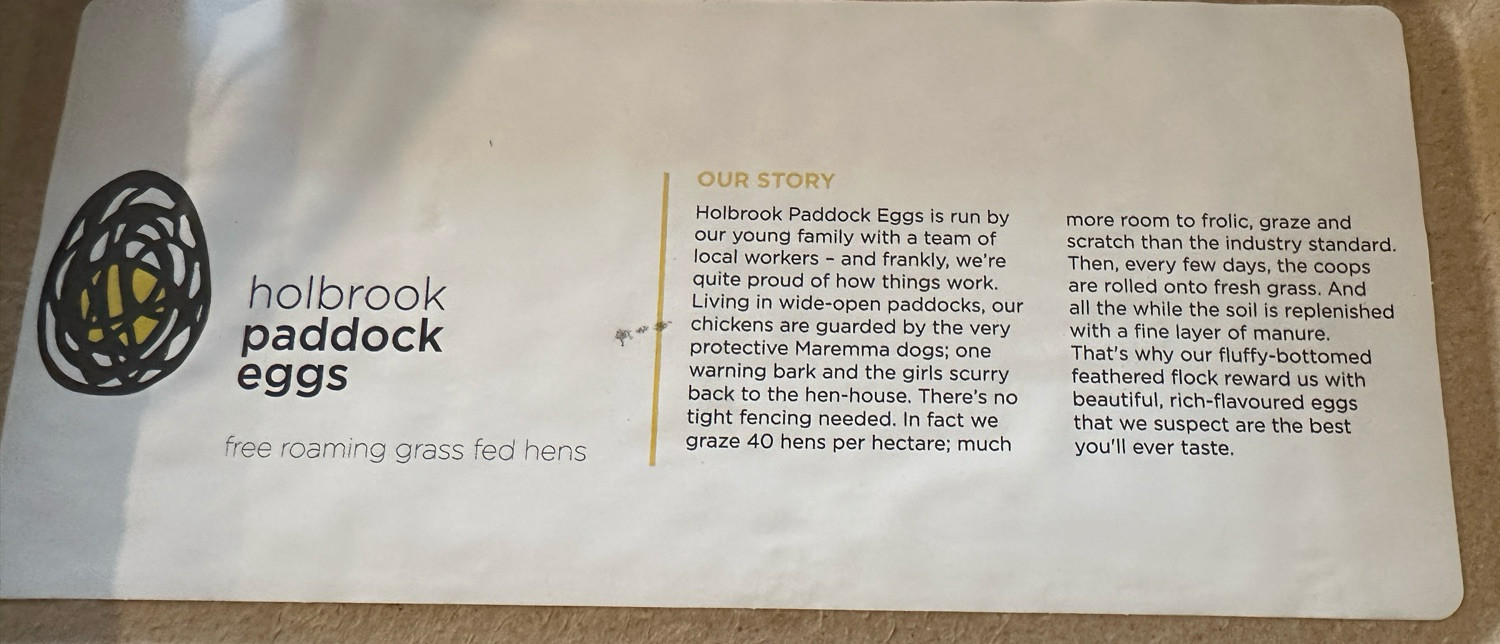 holbrook
paddock
eggs
free roaming grass fed hens
OUR STORY
Holbrook Paddock Eggs is run by
our young family with a team of
local workers – and frankly, we're
quite proud of how things work.
Living in wide-open paddocks, our
chickens are guarded by the very
protective Maremma dogs; one
warning bark and the girls scurry
back to the hen-house. There's no
tight fencing needed. In fact we
graze 40 hens per hectare; much
more room to frolic, graze and
scratch than the industry standard.
Then, every few days, the coops
are rolled onto fresh grass. And
all the while the soil is replenished
with a fine layer of manure.
That's why our fluffy-bottomed
feathered flock reward us with
beautiful, rich-flavoured eggs
that we suspect are the best
you'll ever taste.